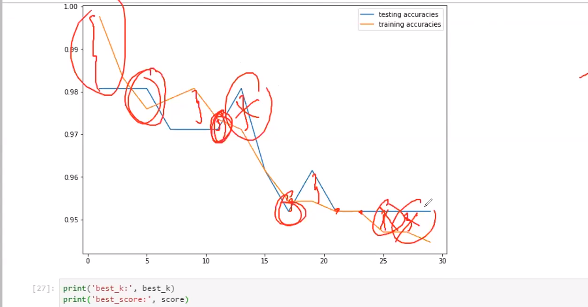 1.00
testing accuracies
training accuracies
0.99
0.98
0.97
0.96
0.95
0 5 10 15 20 25 30
[27]: print('best_k:', best_k)
print('best_score:', score)